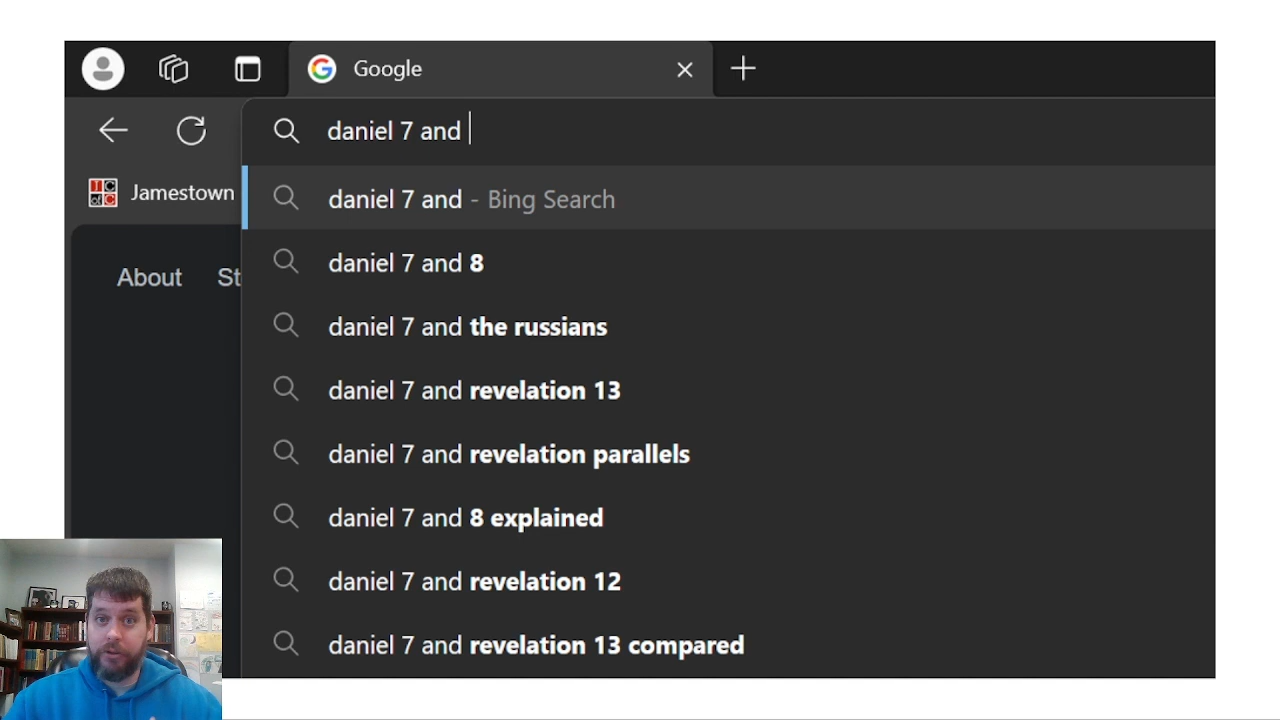 Google
daniel 7 and
Jamestown
daniel 7 and - Bing Search
About St
daniel 7 and 8
daniel 7 and the russians
daniel 7 and revelation 13
daniel 7 and revelation parallels
daniel 7 and 8 explained
daniel 7 and revelation 12
daniel 7 and revelation 13 compared